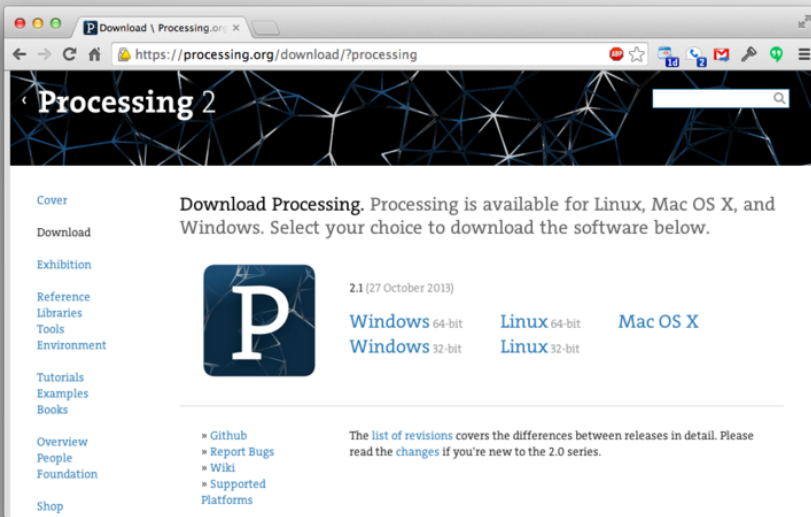 Download \ Processing.or
https://processing.org/download/?processing
ABP
1d
2
‹ Processing 2
Cover
Download
Exhibition
Reference
Libraries
Tools
Environment
Tutorials
Examples
Books
Overview
People
Foundation
Shop
Download Processing. Processing is available for Linux, Mac OS X, and
Windows. Select your choice to download the software below.
P
2.1 (27 October 2013)
Windows 64-bit Linux 64-bit Mac OS X
Windows 32-bit Linux 32-bit
» Github
» Report Bugs
» Wiki
» Supported
Platforms
The list of revisions covers the differences between releases in detail. Please
read the changes if you're new to the 2.0 series.